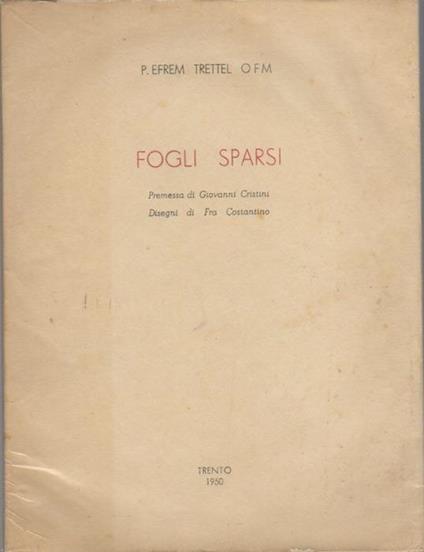 P. EFREM TRETTEL OFM
FOGLI SPARSI
Premessa di Giovanni Cristini
Disegni di Fra Costantino
TRENTO
1950